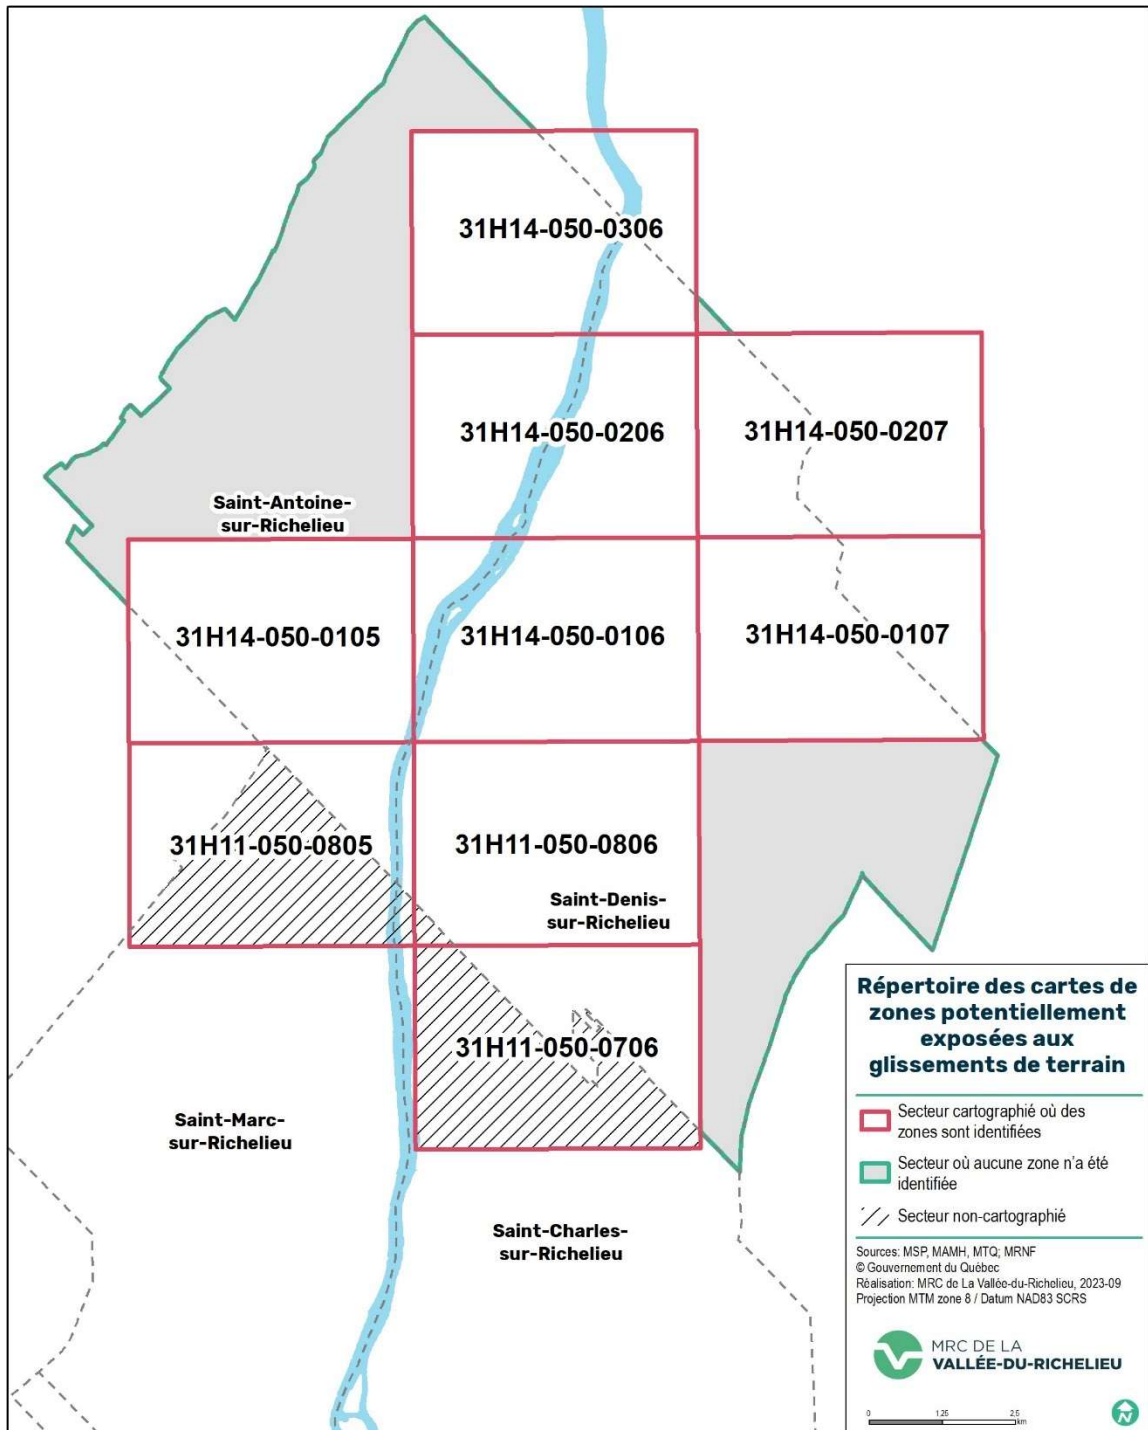 31H14-050-0306
31H14-050-0206
31H14-050-0207
Saint-Antoine-
sur-Richelieu
31H14-050-0105
31H14-050-0106
31H14-050-0107
31H11-050-0805
31H11-050-0806
Saint-Denis-
sur-Richelieu
31H11-050-0706
Saint-Marc-
sur-Richelieu
Saint-Charles-
sur-Richelieu
Répertoire des cartes de
zones potentiellement
exposées aux
glissements de terrain
Secteur cartographié où des
zones sont identifiées
Secteur où aucune zone n'a été
identifiée
Secteur non-cartographié
Sources: MSP, MAMH, MTQ; MRNF
© Gouvernement du Québec
Réalisation: MRC de La Vallée-du-Richelieu, 2023-09
Projection MTM zone 8 / Datum NAD83 SCRS
MRC DE LA
VALLÉE-DU-RICHELIEU
0 1,25 2,5
km
N